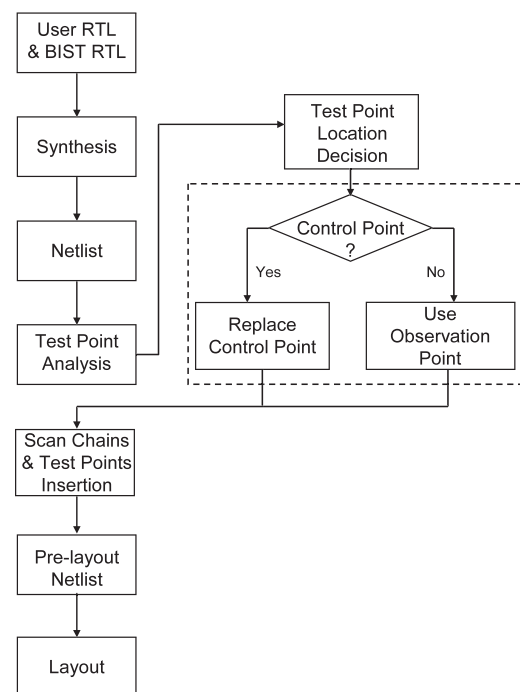 User RTL
& BIST RTL
Synthesis
Netlist
Test Point
Analysis
Test Point
Location
Decision
Control Point
?
Yes
No
Replace
Control Point
Use
Observation
Point
Scan Chains
& Test Points
Insertion
Pre-layout
Netlist
Layout